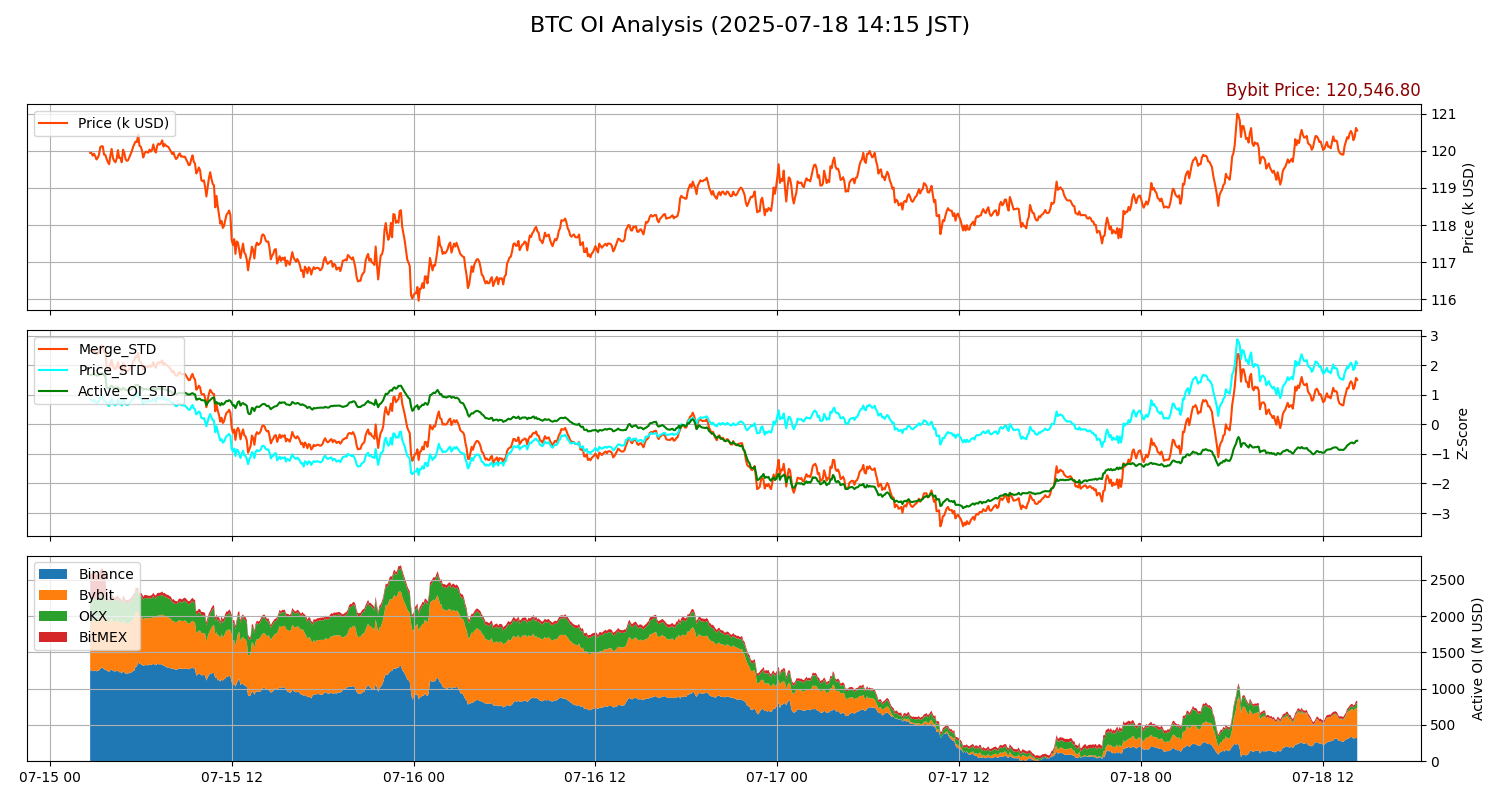 BTC OI Analysis (2025-07-18 14:15 JST)
Bybit Price: 120,546.80
Price (k USD)
121
120
119
118
117
116
Price (k USD)
Merge_STD
Price_STD
Active_OI_STD
3
2
1
0
−1
−2
−3
Z-Score
Binance
Bybit
OKX
BitMEX
2500
2000
1500
1000
500
0
Active OI (M USD)
07-15 00
07-15 12
07-16 00
07-16 12
07-17 00
07-17 12
07-18 00
07-18 12